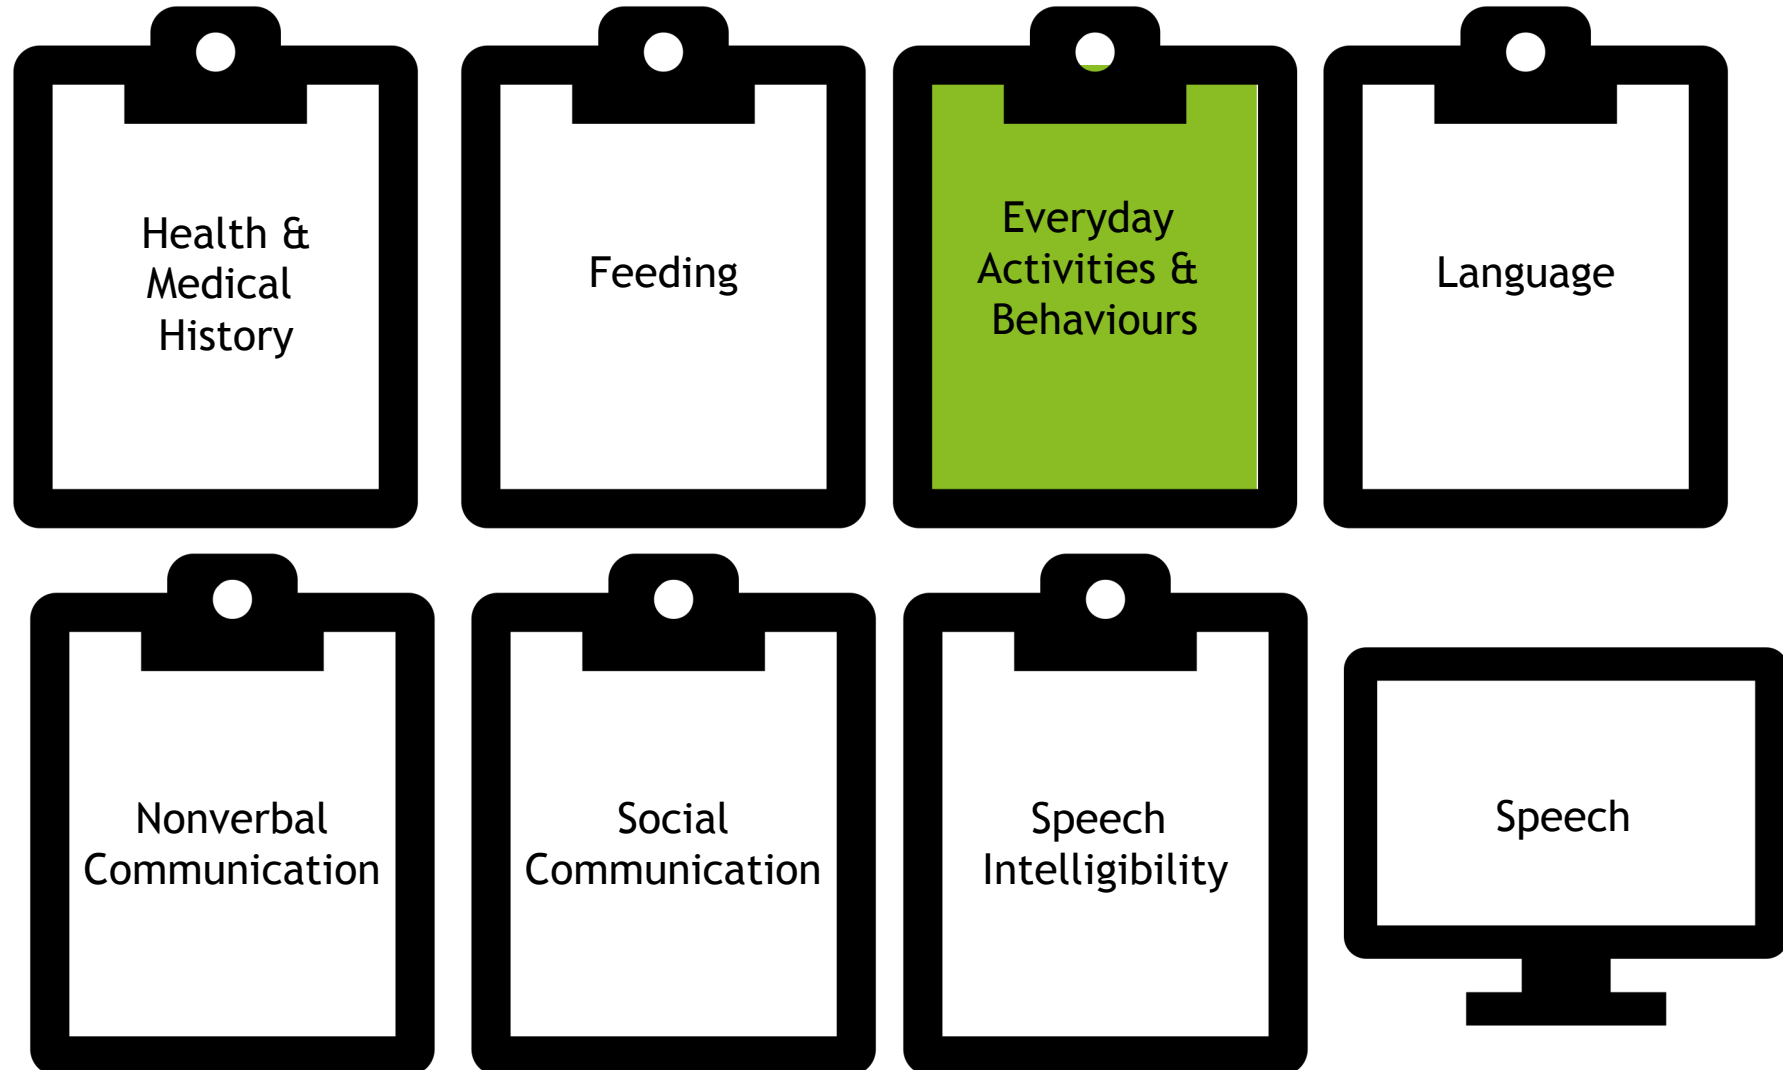 Health &
Medical
History
Feeding
Everyday
Activities &
Behaviours
Language
Nonverbal
Communication
Social
Communication
Speech
Intelligibility
Speech